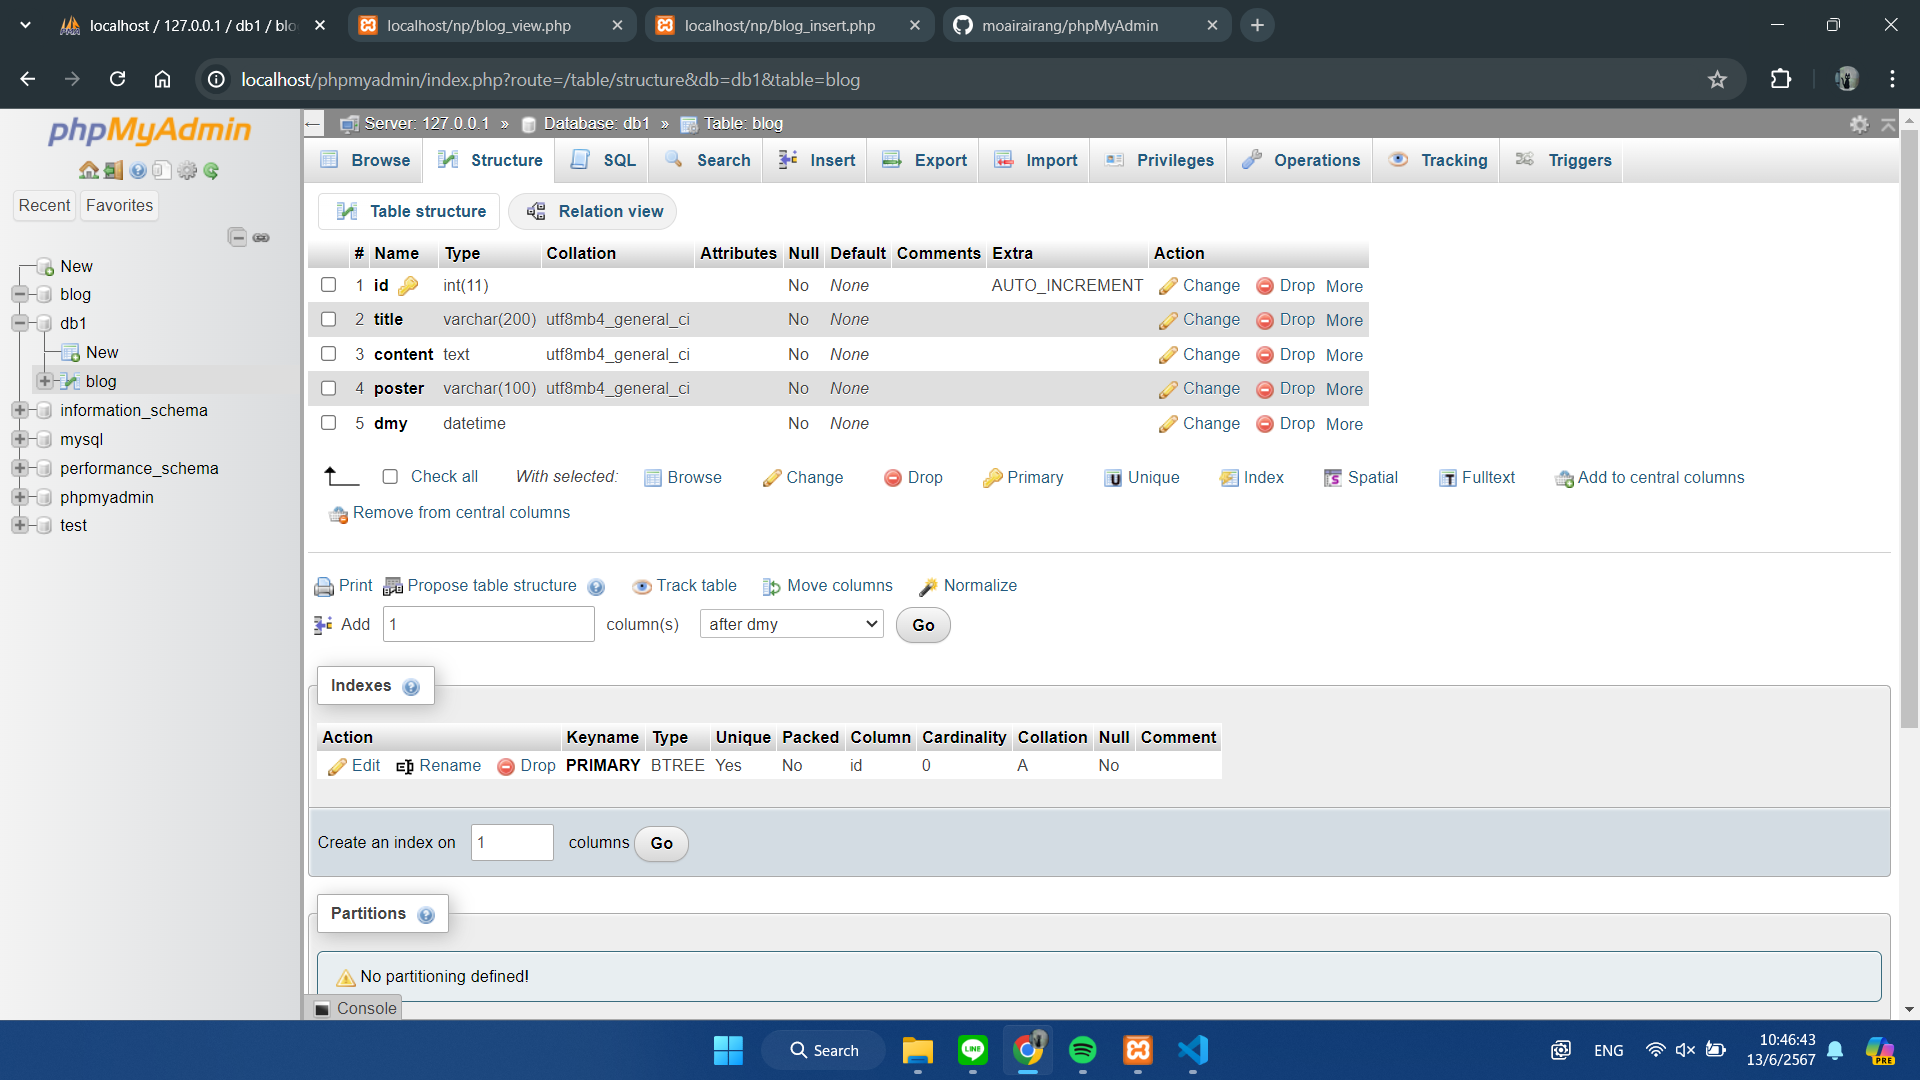 localhost / 127.0.0.1 / db1 / blo
localhost/np/blog_view.php
localhost/np/blog_insert.php
moairairang/phpMyAdmin
localhost/phpmyadmin/index.php?route=/table/structure&db=db1&table=blog
phpMyAdmin
Recent
Favorites
New
blog
db1
New
blog
information_schema
mysql
performance_schema
phpmyadmin
test
Server: 127.0.0.1 » Database: db1 » Table: blog
Browse Structure SQL Search Insert Export Import Privileges Operations Tracking Triggers
Table structure Relation view
# Name Type Collation Attributes Null Default Comments Extra Action
1 id int(11) No None AUTO_INCREMENT Change Drop More
2 title varchar(200) utf8mb4_general_ci No None Change Drop More
3 content text utf8mb4_general_ci No None Change Drop More
4 poster varchar(100) utf8mb4_general_ci No None Change Drop More
5 dmy datetime No None Change Drop More
Check all With selected: Browse Change Drop Primary Unique Index Spatial Fulltext Add to central columns
Remove from central columns
Print Propose table structure Track table Move columns Normalize
Add 1 column(s) after dmy Go
Indexes
Action Keyname Type Unique Packed Column Cardinality Collation Null Comment
Edit Rename Drop PRIMARY BTREE Yes No id 0 A No
Create an index on 1 columns Go
Partitions
No partitioning defined!
Console
Search
LINE
ENG
10:46:43
13/6/2567
PRE